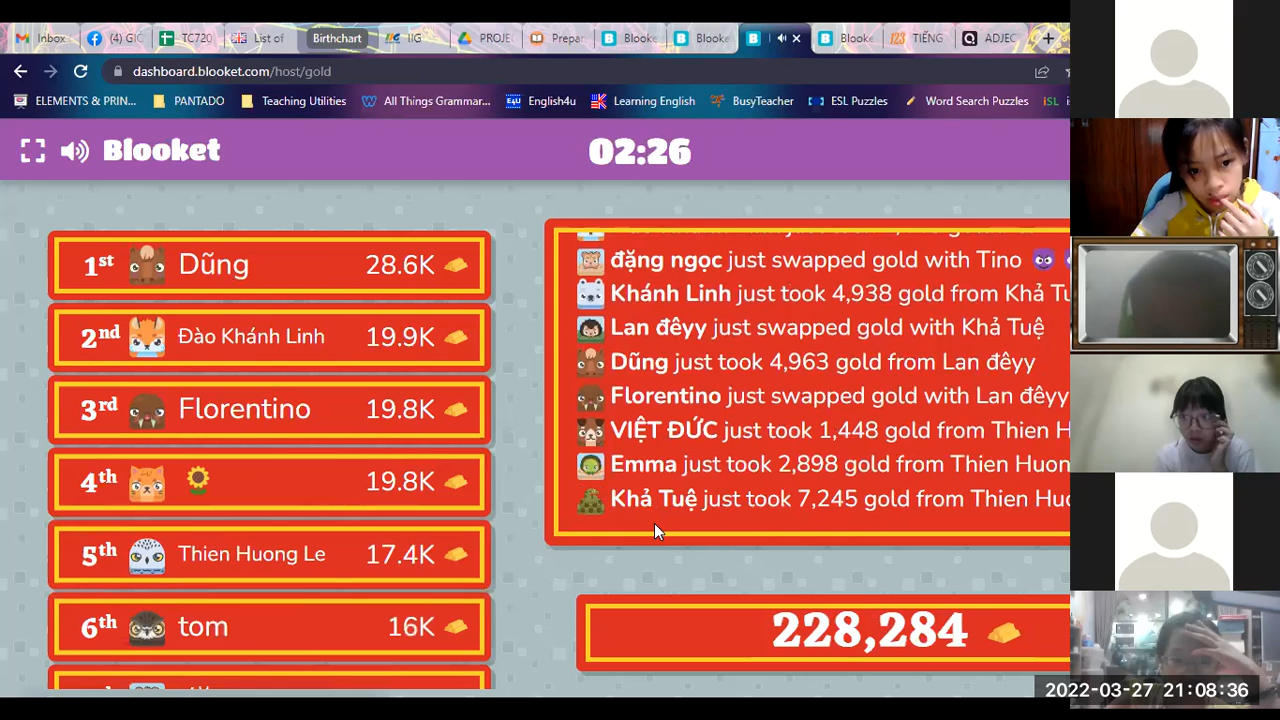 Inbox
(4) GIC
TC720
List of
Birthchart
IIG
PROJE
Prepar
Blooke
Blooke
Blooke
123 TIẾNG
ADJEC
dashboard.blooket.com/host/gold
ELEMENTS & PRIN...
PANTADO
Teaching Utilities
All Things Grammar...
E4U English4u
Learning English
BusyTeacher
ESL Puzzles
Word Search Puzzles
iSL
Blooket
02:26
1st Dũng 28.6K
2nd Đào Khánh Linh 19.9K
3rd Florentino 19.8K
4th 🌻 19.8K
5th Thien Huong Le 17.4K
6th tom 16K
đặng ngọc just swapped gold with Tino 😈
Khánh Linh just took 4,938 gold from Khả Tu
Lan đêyy just swapped gold with Khả Tuệ
Dũng just took 4,963 gold from Lan đêyy
Florentino just swapped gold with Lan đêyy
VIỆT ĐỨC just took 1,448 gold from Thien H
Emma just took 2,898 gold from Thien Huon
Khả Tuệ just took 7,245 gold from Thien Huo
228,284
2022-03-27 21:08:36